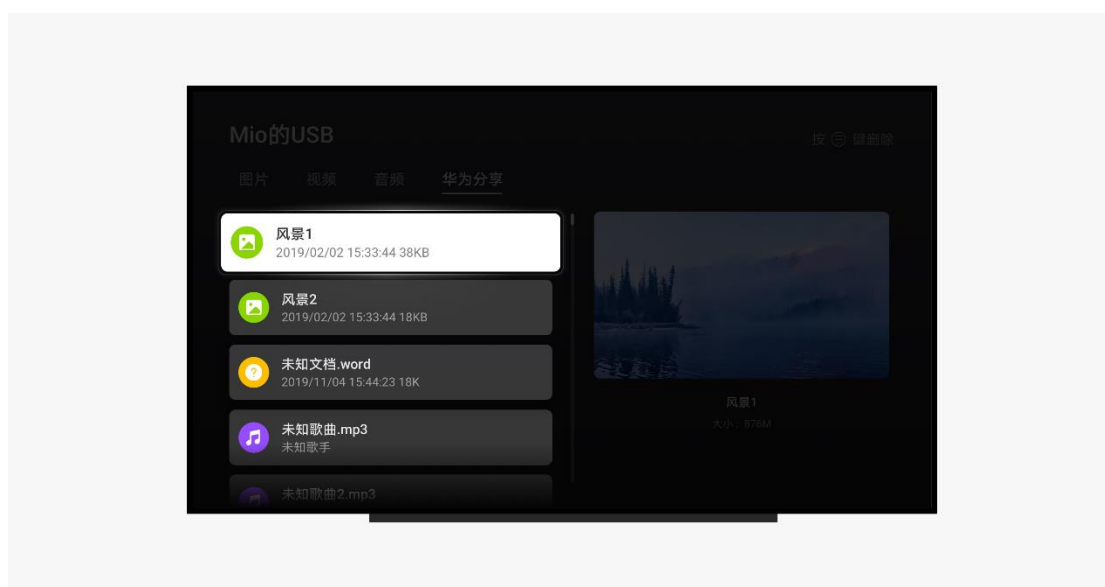 Mio的USB
按 键删除
图片 视频 音频 华为分享
风景1
2019/02/02 15:33:44 38KB
风景2
2019/02/02 15:33:44 18KB
未知文档.word
2019/11/04 15:44:23 18K
未知歌曲.mp3
未知歌手
未知歌曲2.mp3
风景1
大小：876M